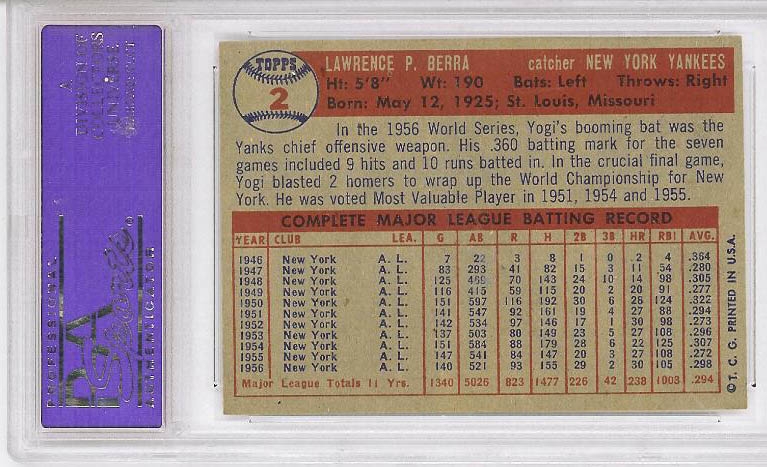 A
DIVISION OF
COLLECTORS
UNIVERSE
PROFESSIONAL
PSA
AUTHENTICATOR
TOPPS
2
LAWRENCE P. BERRA catcher NEW YORK YANKEES
Ht: 5'8" Wt: 190 Bats: Left Throws: Right
Born: May 12, 1925; St. Louis, Missouri
In the 1956 World Series, Yogi's booming bat was the
Yanks chief offensive weapon. His .360 batting mark for the seven
games included 9 hits and 10 runs batted in. In the crucial final game,
Yogi blasted 2 homers to wrap up the World Championship for New
York. He was voted Most Valuable Player in 1951, 1954 and 1955.
COMPLETE MAJOR LEAGUE BATTING RECORD
YEAR CLUB LEA. G AB R H 2B 3B HR RBI AVG.
1946 New York A. L. 7 22 3 8 1 0 2 4 .364
1947 New York A. L. 83 293 41 82 15 3 11 54 .280
1948 New York A. L. 125 469 70 143 24 10 14 98 .305
1949 New York A. L. 116 415 59 115 20 2 20 91 .277
1950 New York A. L. 151 597 116 192 30 6 28 124 .322
1951 New York A. L. 141 547 92 161 19 4 27 88 .294
1952 New York A. L. 142 534 97 146 17 1 30 98 .273
1953 New York A. L. 137 503 80 149 23 5 27 108 .296
1954 New York A. L. 151 584 88 179 28 6 22 125 .307
1955 New York A. L. 147 541 84 147 20 3 27 108 .272
1956 New York A. L. 140 521 93 155 29 2 30 105 .298
Major League Totals 11 Yrs. 1340 5026 823 1477 226 42 238 1003 .294
© T. C. G. PRINTED IN U.S.A.